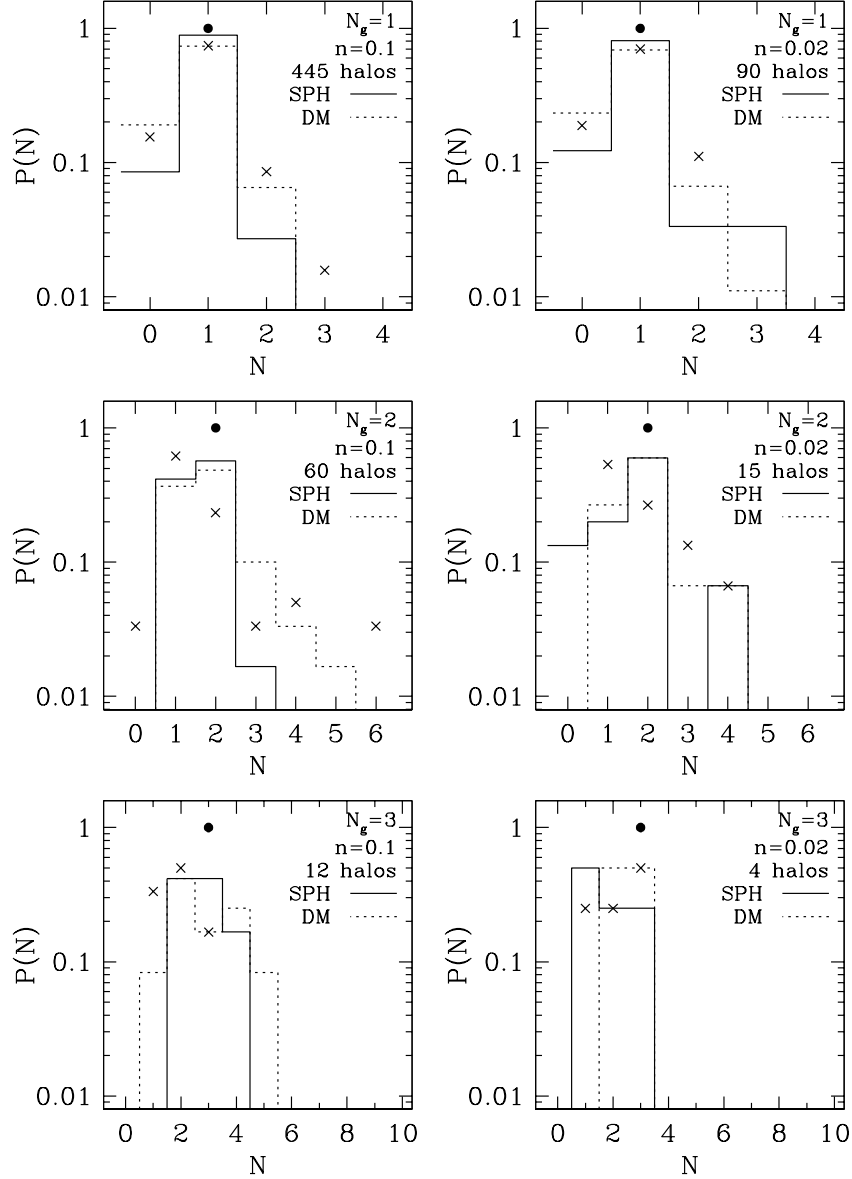 N_g=1
n=0.1
445 halos
SPH
DM
P(N)
1
0.1
0.01
0 1 2 3 4
N
N_g=1
n=0.02
90 halos
SPH
DM
P(N)
1
0.1
0.01
0 1 2 3 4
N
N_g=2
n=0.1
60 halos
SPH
DM
P(N)
1
0.1
0.01
0 1 2 3 4 5 6
N
N_g=2
n=0.02
15 halos
SPH
DM
P(N)
1
0.1
0.01
0 1 2 3 4 5 6
N
N_g=3
n=0.1
12 halos
SPH
DM
P(N)
1
0.1
0.01
0 2 4 6 8 10
N
N_g=3
n=0.02
4 halos
SPH
DM
P(N)
1
0.1
0.01
0 2 4 6 8 10
N